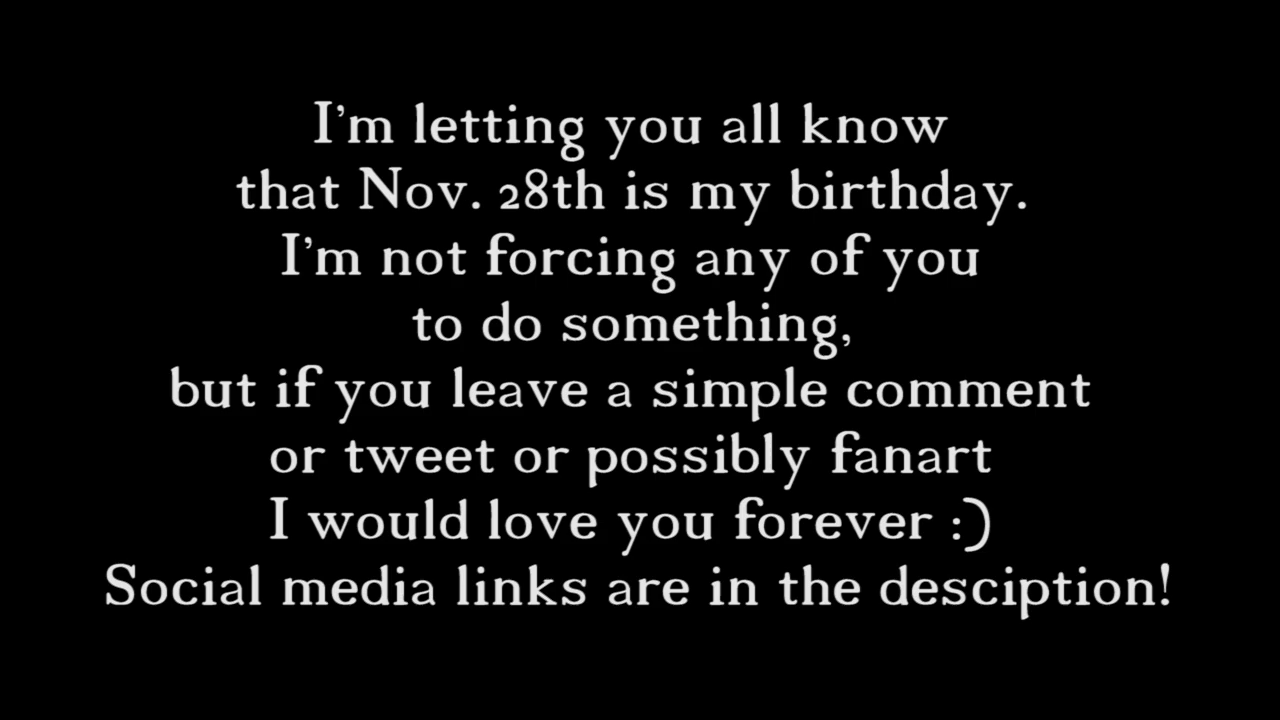 I'm letting you all know
that Nov. 28th is my birthday.
I'm not forcing any of you
to do something,
but if you leave a simple comment
or tweet or possibly fanart
I would love you forever :)
Social media links are in the desciption!